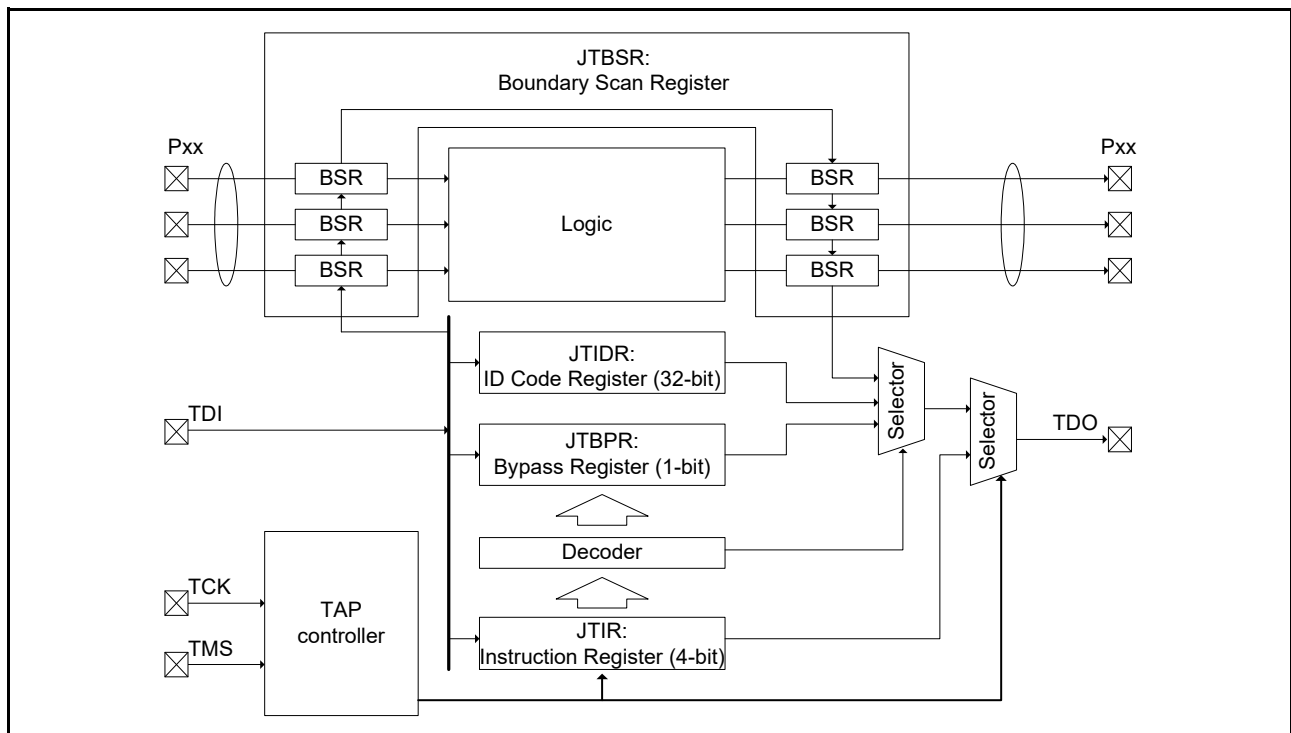 JTBSR:
Boundary Scan Register
Pxx
Pxx
BSR
BSR
BSR
BSR
Logic
BSR
BSR
JTIDR:
ID Code Register (32-bit)
Selector
Selector
TDI
TDO
JTBPR:
Bypass Register (1-bit)
Decoder
TCK
TMS
TAP
controller
JTIR:
Instruction Register (4-bit)